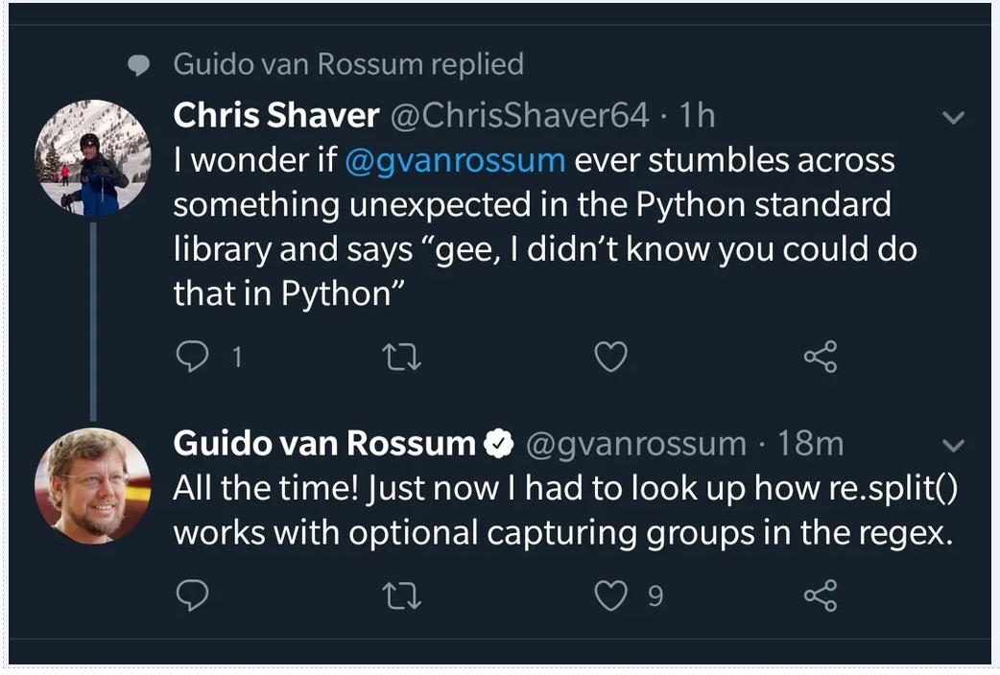 Guido van Rossum replied
Chris Shaver @ChrisShaver64 · 1h
I wonder if @gvanrossum ever stumbles across
something unexpected in the Python standard
library and says “gee, I didn’t know you could do
that in Python”
1
Guido van Rossum @gvanrossum · 18m
All the time! Just now I had to look up how re.split()
works with optional capturing groups in the regex.
9